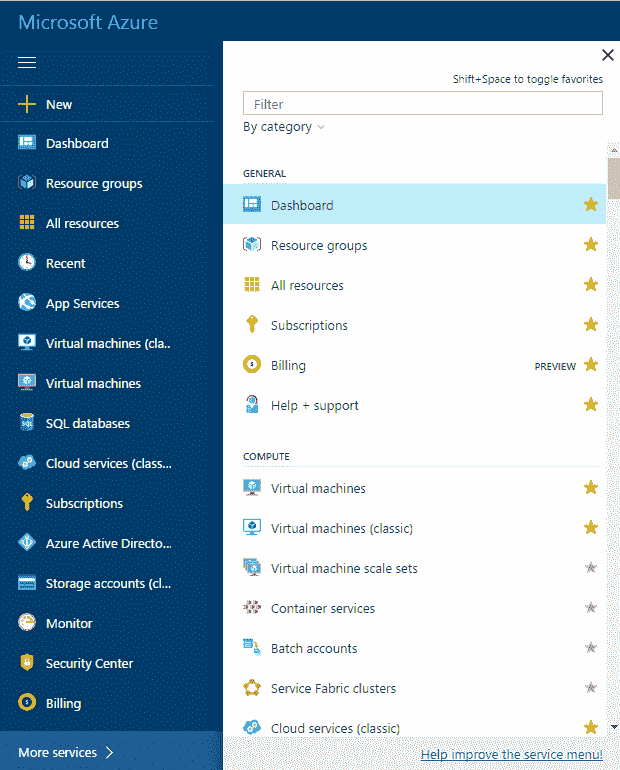 Microsoft Azure
New
Dashboard
Resource groups
All resources
Recent
App Services
Virtual machines (cla..
Virtual machines
SQL databases
Cloud services (class...
Subscriptions
Azure Active Directo...
Storage accounts (cl...
Monitor
Security Center
Billing
More services
Shift+Space to toggle favorites
Filter
By category
GENERAL
Dashboard
Resource groups
All resources
Subscriptions
Billing PREVIEW
Help + support
COMPUTE
Virtual machines
Virtual machines (classic)
Virtual machine scale sets
Container services
Batch accounts
Service Fabric clusters
Cloud services (classic)
Help improve the service menu!